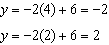 y = −2(4) + 6 = −2
y = −2(2) + 6 = 2